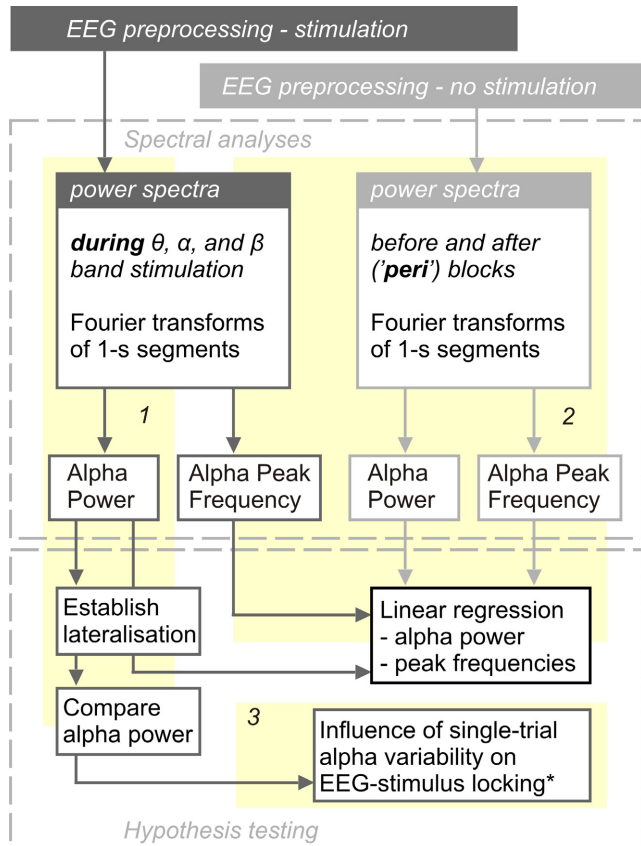 EEG preprocessing - stimulation
EEG preprocessing - no stimulation
Spectral analyses
power spectra
during θ, α, and β
band stimulation
Fourier transforms
of 1-s segments
power spectra
before and after
('peri') blocks
Fourier transforms
of 1-s segments
1
2
Alpha
Power
Alpha Peak
Frequency
Alpha
Power
Alpha Peak
Frequency
Establish
lateralisation
Linear regression
- alpha power
- peak frequencies
Compare
alpha power
3
Influence of single-trial
alpha variability on
EEG-stimulus locking*
Hypothesis testing